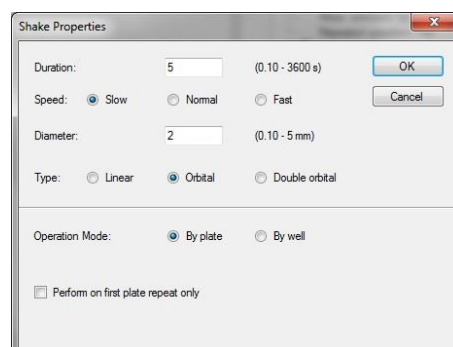 Shake Properties
Duration: 5 (0.10 - 3600 s) OK
Speed: Slow Normal Fast Cancel
Diameter: 2 (0.10 - 5 mm)
Type: Linear Orbital Double orbital
Operation Mode: By plate By well
Perform on first plate repeat only